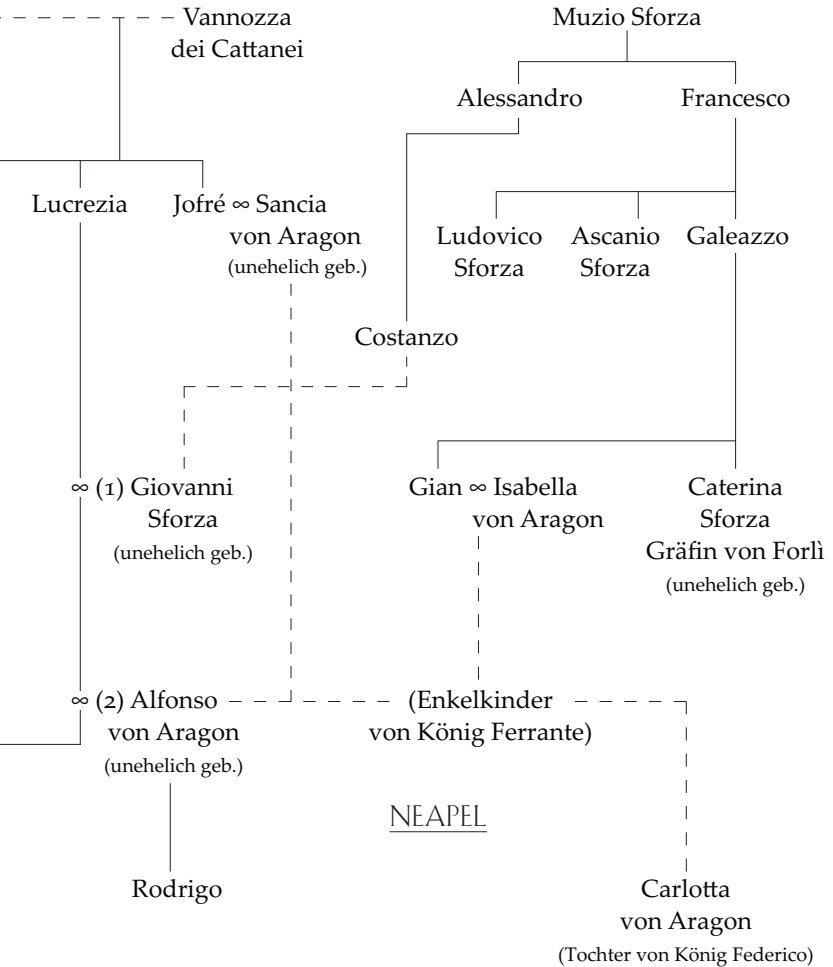 Vannozza
dei Cattanei
Muzio Sforza
Alessandro
Francesco
Lucrezia
Jofré ∞ Sancia
von Aragon
(unehelich geb.)
Ludovico
Sforza
Ascanio
Sforza
Galeazzo
Costanzo
∞ (1) Giovanni
Sforza
(unehelich geb.)
Gian ∞ Isabella
von Aragon
Caterina
Sforza
Gräfin von Forlì
(unehelich geb.)
∞ (2) Alfonso
von Aragon
(unehelich geb.)
(Enkelkinder
von König Ferrante)
NEAPEL
Rodrigo
Carlotta
von Aragon
(Tochter von König Federico)